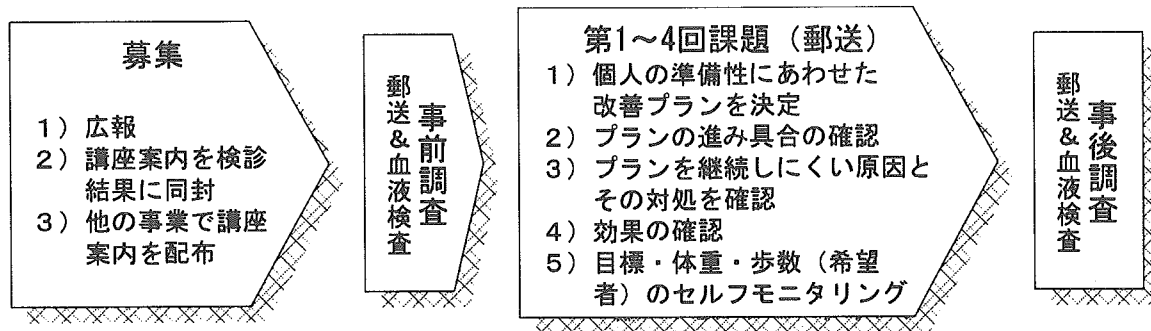 募集
1）広報
2）講座案内を検診
結果に同封
3）他の事業で講座
案内を配布
事前調査
郵送&血液検査
第1～4回課題（郵送）
1）個人の準備性にあわせた
改善プランを決定
2）プランの進み具合の確認
3）プランを継続しにくい原因と
その対処を確認
4）効果の確認
5）目標・体重・歩数（希望
者）のセルフモニタリング
事後調査
郵送&血液検査